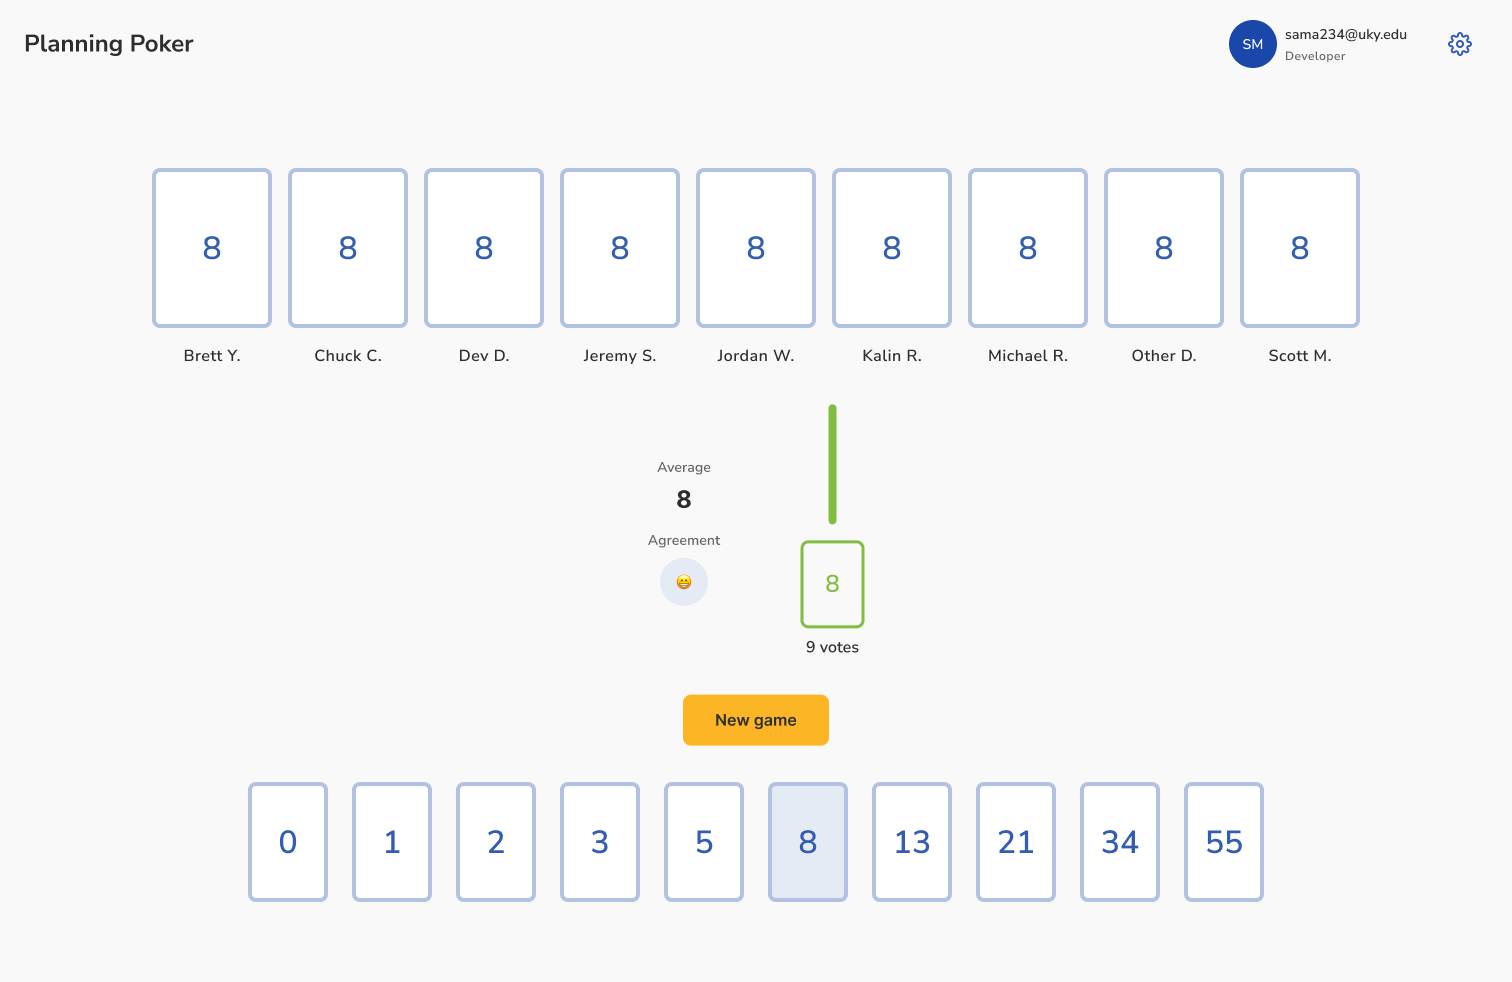 Planning Poker
SM
sama234@uky.edu
Developer
8 8 8 8 8 8 8 8 8
Brett Y. Chuck C. Dev D. Jeremy S. Jordan W. Kalin R. Michael R. Other D. Scott M.
Average
8
Agreement
8
9 votes
New game
0 1 2 3 5 8 13 21 34 55